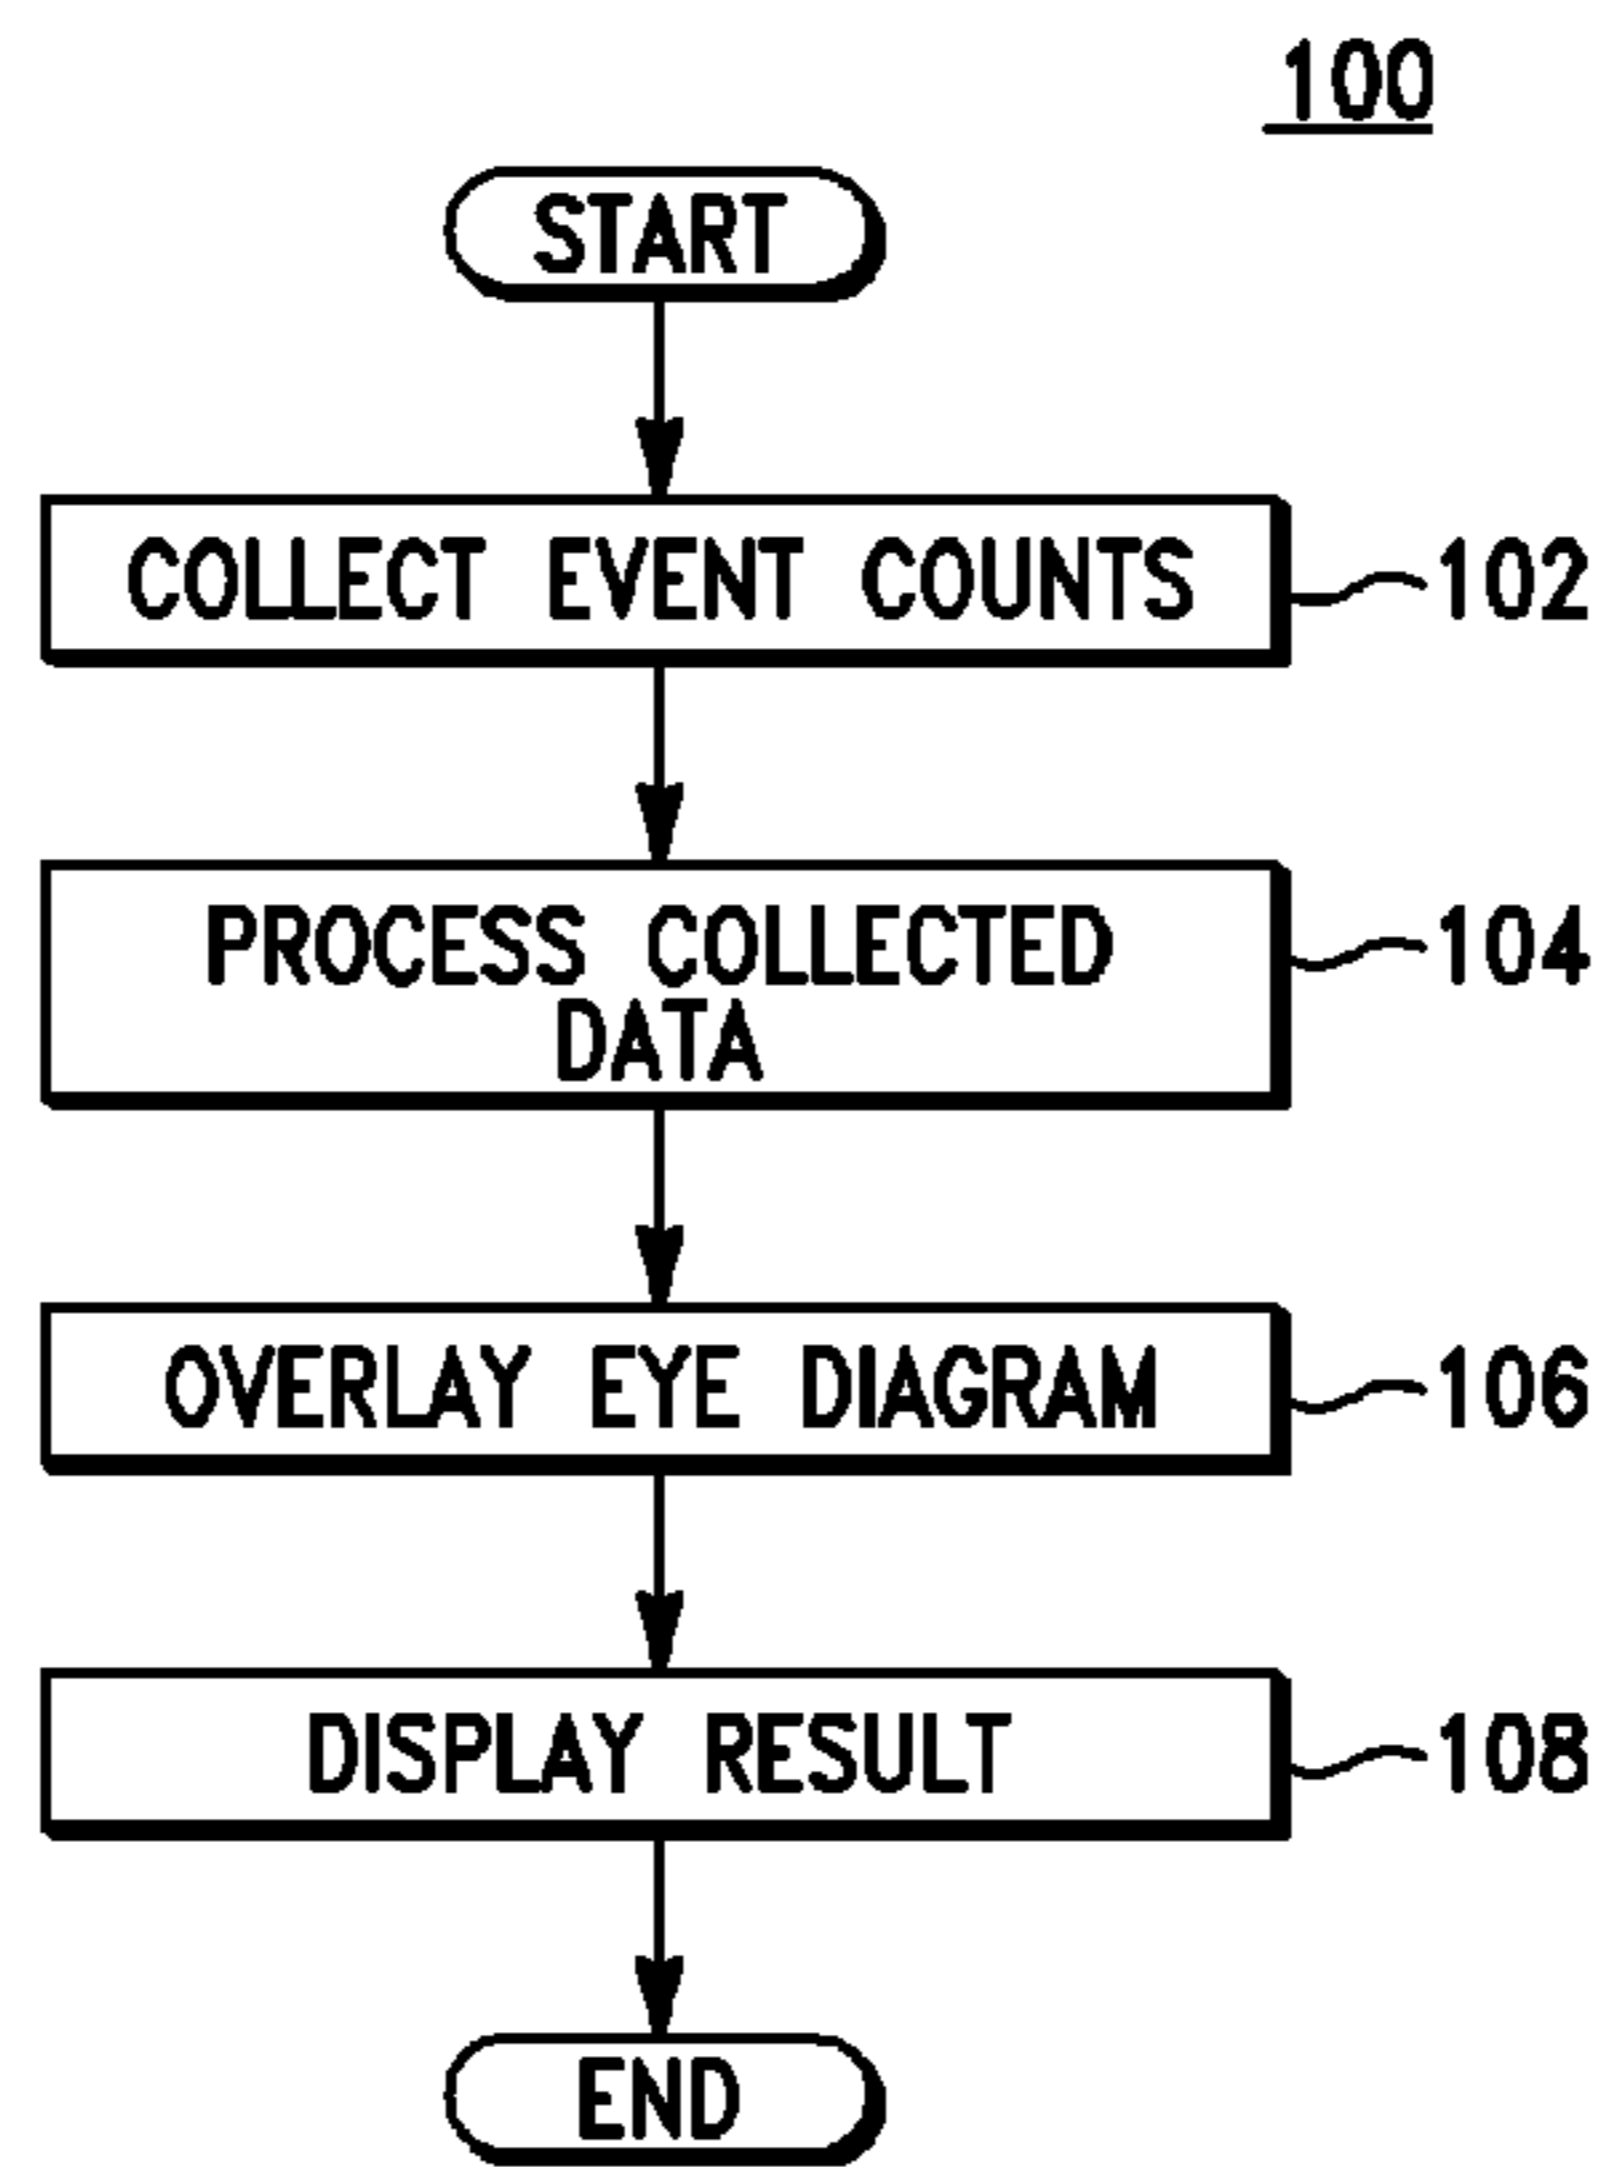 100
START
COLLECT EVENT COUNTS
102
PROCESS COLLECTED
DATA
104
OVERLAY EYE DIAGRAM
106
DISPLAY RESULT
108
END